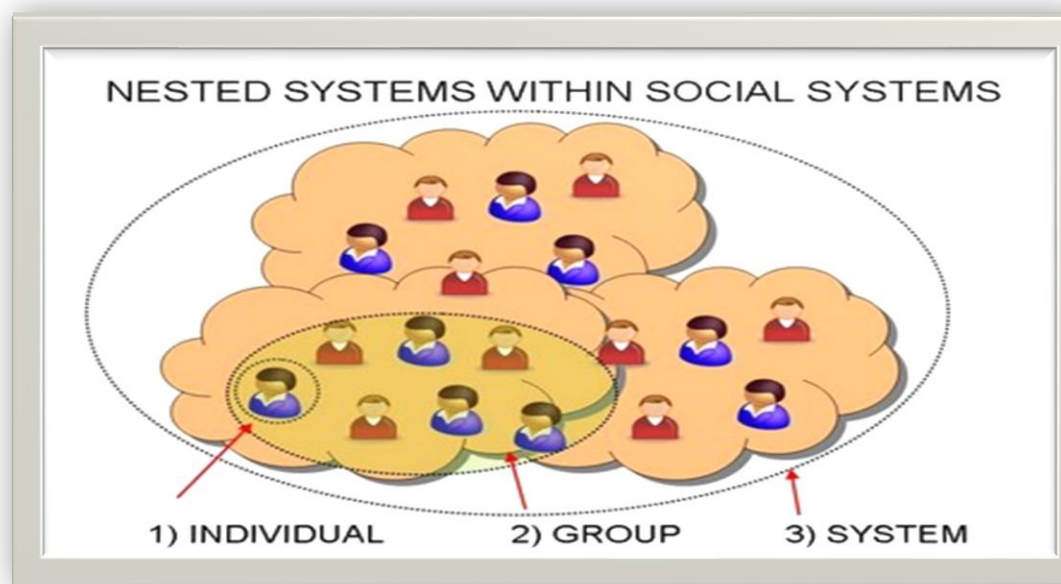 NESTED SYSTEMS WITHIN SOCIAL SYSTEMS
1) INDIVIDUAL 2) GROUP 3) SYSTEM